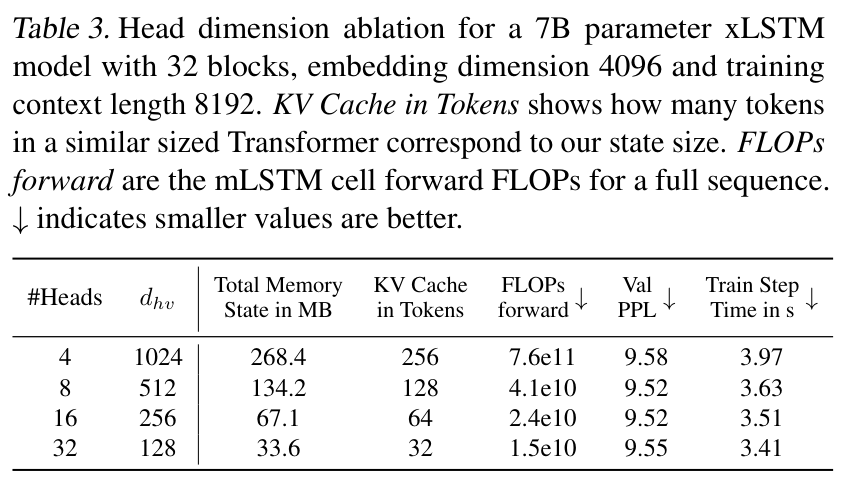 Table 3. Head dimension ablation for a 7B parameter xLSTM
model with 32 blocks, embedding dimension 4096 and training
context length 8192. KV Cache in Tokens shows how many tokens
in a similar sized Transformer correspond to our state size. FLOPs
forward are the mLSTM cell forward FLOPs for a full sequence.
↓ indicates smaller values are better.
#Heads d_hv Total Memory State in MB KV Cache in Tokens FLOPs forward ↓ Val PPL ↓ Train Step Time in s ↓
4 1024 268.4 256 7.6e11 9.58 3.97
8 512 134.2 128 4.1e10 9.52 3.63
16 256 67.1 64 2.4e10 9.52 3.51
32 128 33.6 32 1.5e10 9.55 3.41